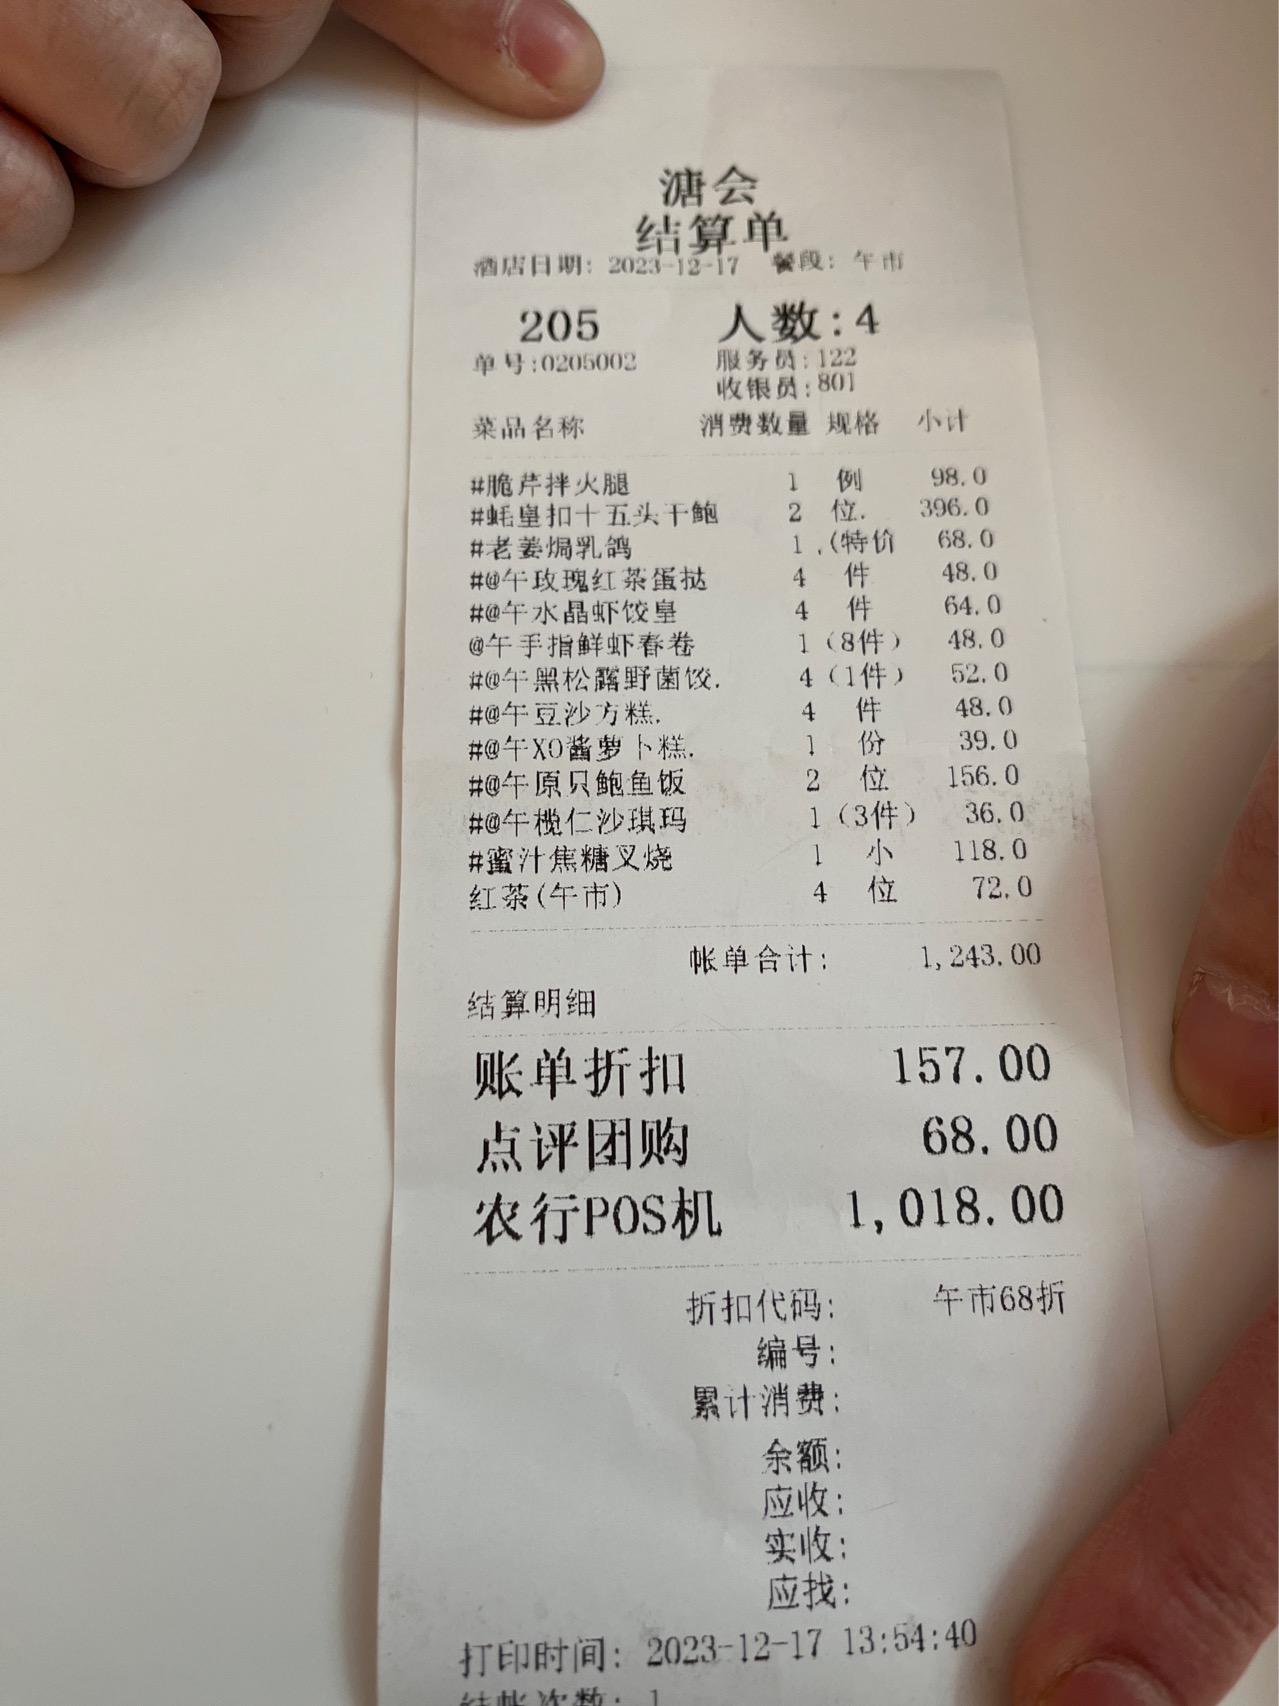 溏会
结算单
酒店日期: 2023-12-17 餐段: 午市
205 人数:4
单号:0205002 服务员:122
收银员:801
菜品名称 消费数量 规格 小计
#脆芹拌火腿 1 例 98.0
#蚝皇扣十五头干鲍 2 位. 396.0
#老姜焗乳鸽 1.(特价 68.0
#@午玫瑰红茶蛋挞 4 件 48.0
#@午水晶虾饺皇 4 件 64.0
@午手指鲜虾春卷 1(8件) 48.0
#@午黑松露野菌饺. 4(1件) 52.0
#@午豆沙方糕. 4 件 48.0
#@午XO酱萝卜糕. 1 份 39.0
#@午原只鲍鱼饭 2 位 156.0
#@午榄仁沙琪玛 1(3件) 36.0
#蜜汁焦糖叉烧 1 小 118.0
红茶(午市) 4 位 72.0
帐单合计: 1,243.00
结算明细
账单折扣 157.00
点评团购 68.00
农行POS机 1,018.00
折扣代码: 午市68折
编号:
累计消费:
余额:
应收:
实收:
应找:
打印时间: 2023-12-17 13:54:40
结帐次数: 1